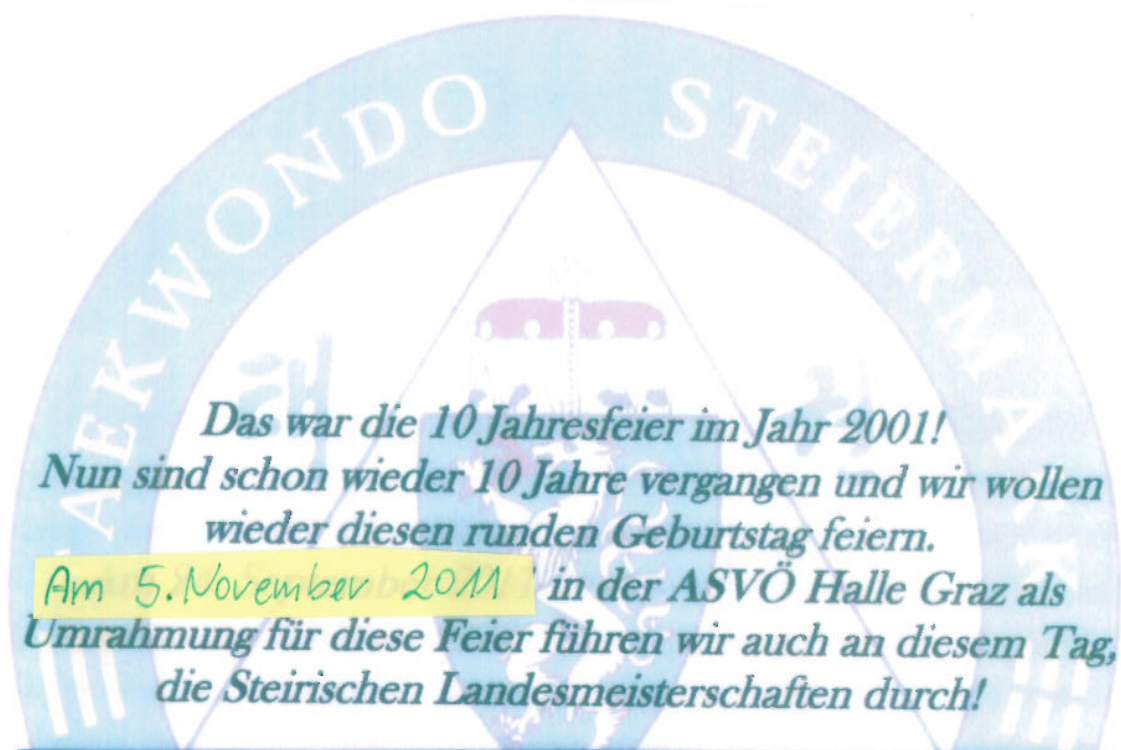 TAEKWONDO STEIERMARK
Das war die 10 Jahresfeier im Jahr 2001!
Nun sind schon wieder 10 Jahre vergangen und wir wollen
wieder diesen runden Geburtstag feiern.
Am 5. November 2011 in der ASVÖ Halle Graz als
Umrahmung für diese Feier führen wir auch an diesem Tag,
die Steirischen Landesmeisterschaften durch!